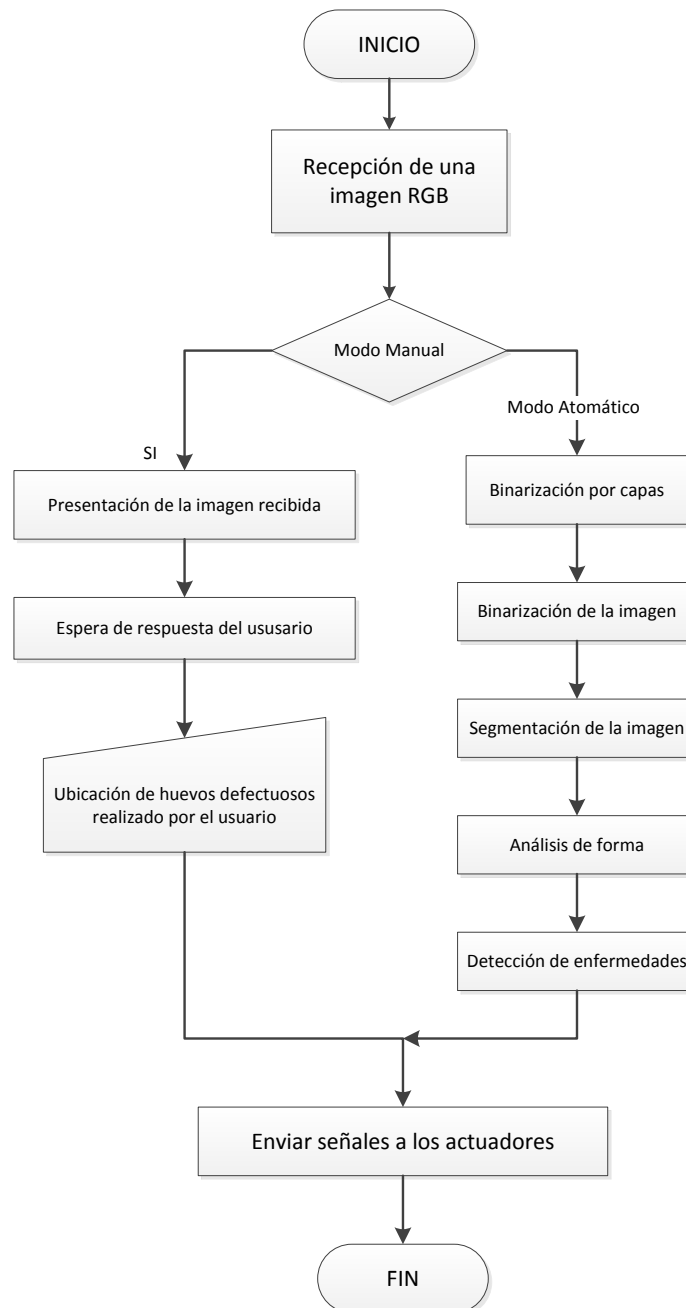 INICIO
Recepción de una
imagen RGB
Modo Manual
Modo Atomático
SI
Presentación de la imagen recibida
Espera de respuesta del ususario
Ubicación de huevos defectuosos
realizado por el usuario
Binarización por capas
Binarización de la imagen
Segmentación de la imagen
Análisis de forma
Detección de enfermedades
Enviar señales a los actuadores
FIN